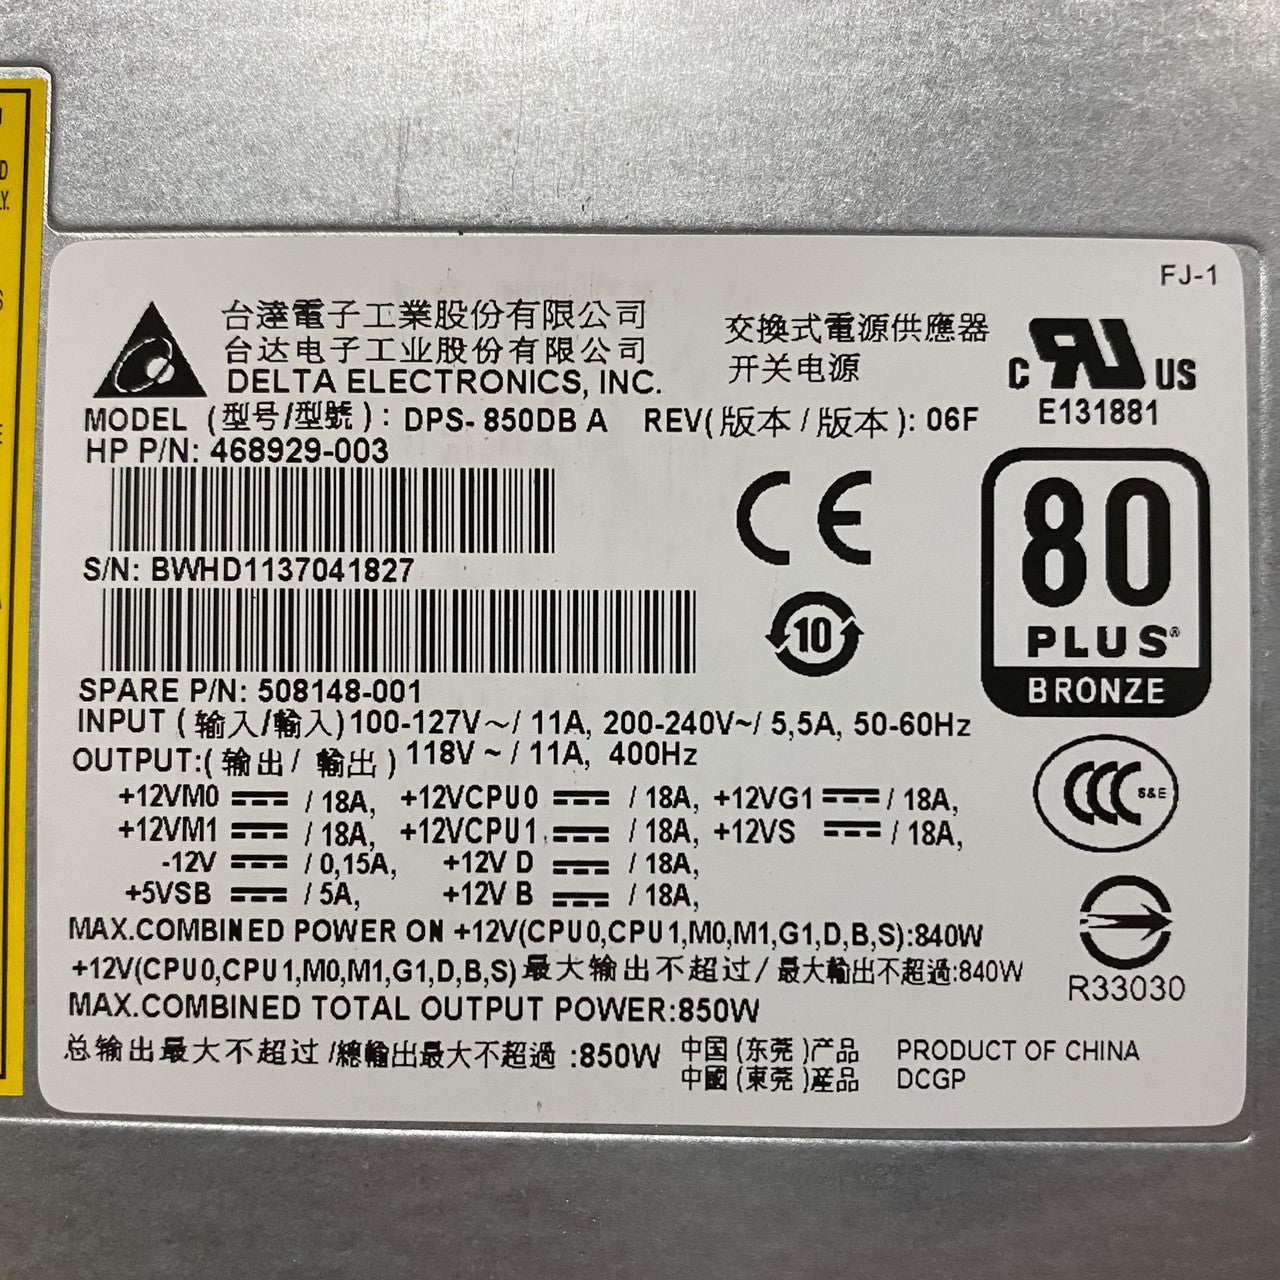 FJ-1
台達電子工業股份有限公司
台达电子工业股份有限公司
DELTA ELECTRONICS, INC.
交換式電源供應器
开关电源
C UR US
E131881
MODEL (型号/型號): DPS-850DB A REV(版本/版本): 06F
HP P/N: 468929-003
S/N: BWHD1137041827
CE
10
80
PLUS®
BRONZE
SPARE P/N: 508148-001
INPUT (输入/輸入)100-127V~/ 11A, 200-240V~/ 5,5A, 50-60Hz
OUTPUT:(输出/ 輸出) 118V ~ / 11A, 400Hz
+12VM0 / 18A, +12VCPU0 / 18A, +12VG1 / 18A,
+12VM1 / 18A, +12VCPU1 / 18A, +12VS / 18A,
-12V / 0,15A, +12V D / 18A,
+5VSB / 5A, +12V B / 18A,
CCC S&E
MAX.COMBINED POWER ON +12V(CPU0,CPU1,M0,M1,G1,D,B,S):840W
+12V(CPU0,CPU1,M0,M1,G1,D,B,S)最大输出不超过/最大輸出不超過:840W
R33030
MAX.COMBINED TOTAL OUTPUT POWER:850W
总输出最大不超过/總輸出最大不超過 :850W
中国(东莞)产品 PRODUCT OF CHINA
中國(東莞)產品 DCGP